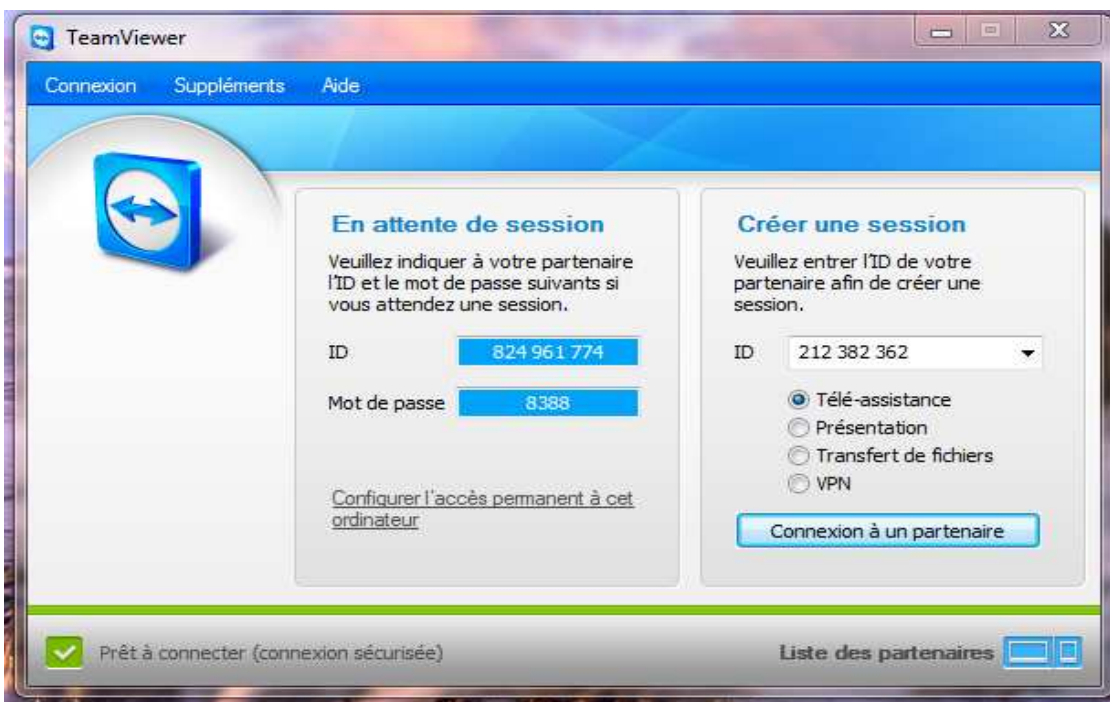 TeamViewer
Connexion Suppléments Aide
En attente de session
Veuillez indiquer à votre partenaire
l'ID et le mot de passe suivants si
vous attendez une session.
ID 824 961 774
Mot de passe 8388
Configurer l'accès permanent à cet
ordinateur
Créer une session
Veuillez entrer l'ID de votre
partenaire afin de créer une
session.
ID 212 382 362
Télé-assistance
Présentation
Transfert de fichiers
VPN
Connexion à un partenaire
Prêt à connecter (connexion sécurisée)
Liste des partenaires